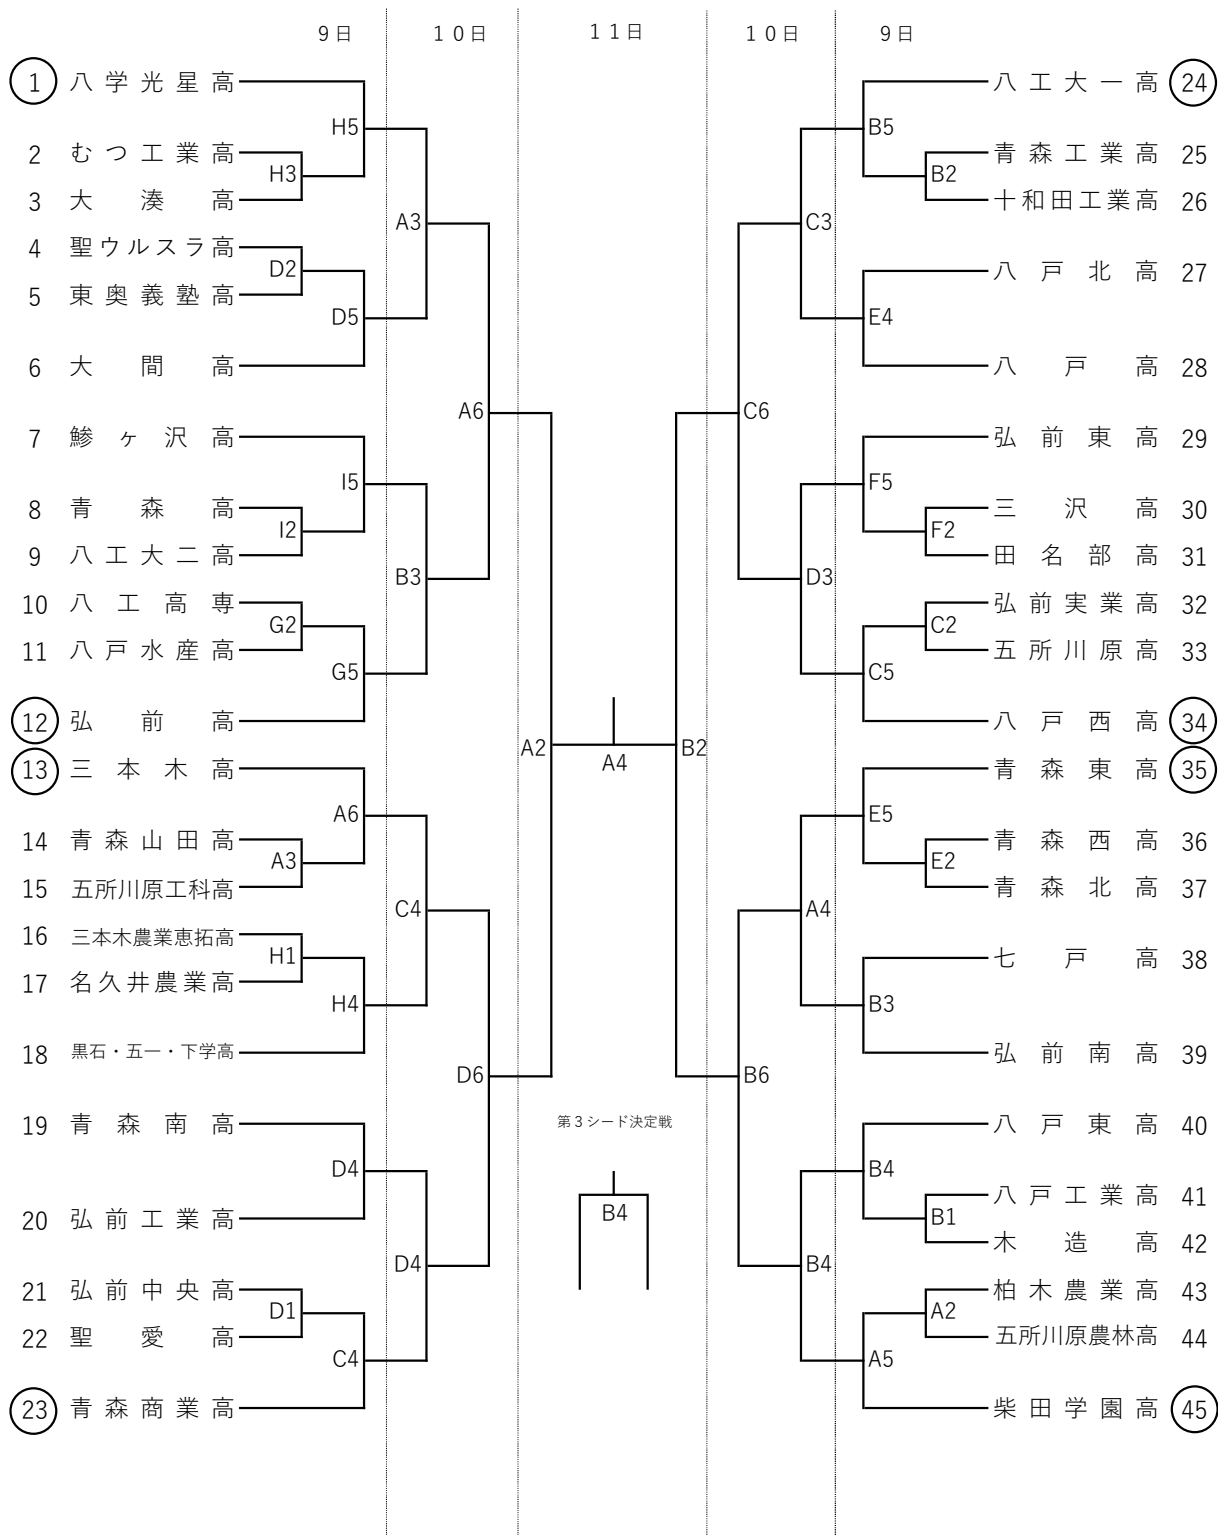 9日 10日 11日 10日 9日
1 八学光星高
H5
2 むつ工業高
H3
3 大湊高
A3
4 聖ウルスラ高
D2
5 東奥義塾高
D5
6 大間高
A6
7 鰺ヶ沢高
I5
8 青森高
I2
9 八工大二高
B3
10 八工高専
G2
11 八戸水産高
G5
12 弘前高
A2
13 三本木高
A6
14 青森山田高
A3
15 五所川原工科高
C4
16 三本木農業恵拓高
H1
17 名久井農業高
H4
18 黒石・五一・下学高
D6
19 青森南高
D4
20 弘前工業高
D4
21 弘前中央高
D1
22 聖愛高
C4
23 青森商業高
A4
第3シード決定戦
B4
八工大一高 24
B5
青森工業高 25
B2
十和田工業高 26
C3
八戸北高 27
E4
八戸高 28
C6
弘前東高 29
F5
三沢高 30
F2
田名部高 31
D3
弘前実業高 32
C2
五所川原高 33
C5
八戸西高 34
B2
青森東高 35
E5
青森西高 36
E2
青森北高 37
A4
七戸高 38
B3
弘前南高 39
B6
八戸東高 40
B4
八戸工業高 41
B1
木造高 42
B4
柏木農業高 43
A2
五所川原農林高 44
A5
柴田学園高 45